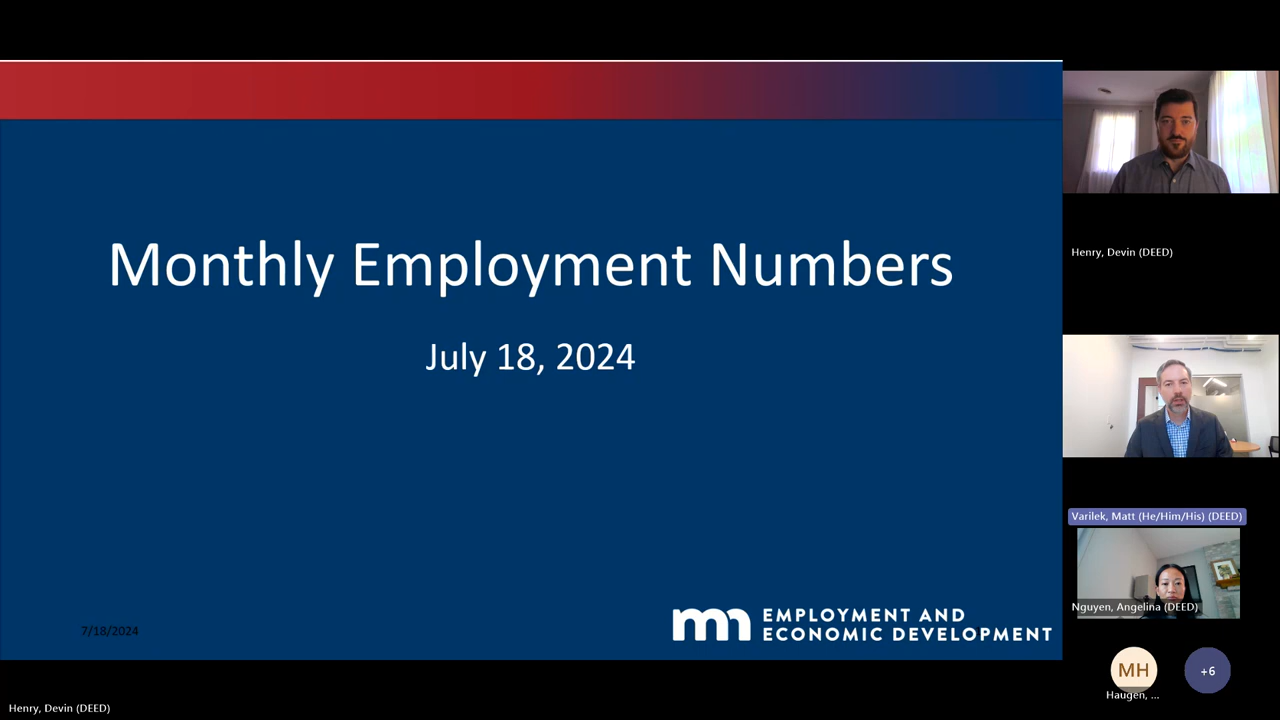 Monthly Employment Numbers
July 18, 2024
7/18/2024
mn EMPLOYMENT AND
ECONOMIC DEVELOPMENT
Henry, Devin (DEED)
Henry, Devin (DEED)
Varilek, Matt (He/Him/His) (DEED)
Nguyen, Angelina (DEED)
MH
+6
Haugen, ...